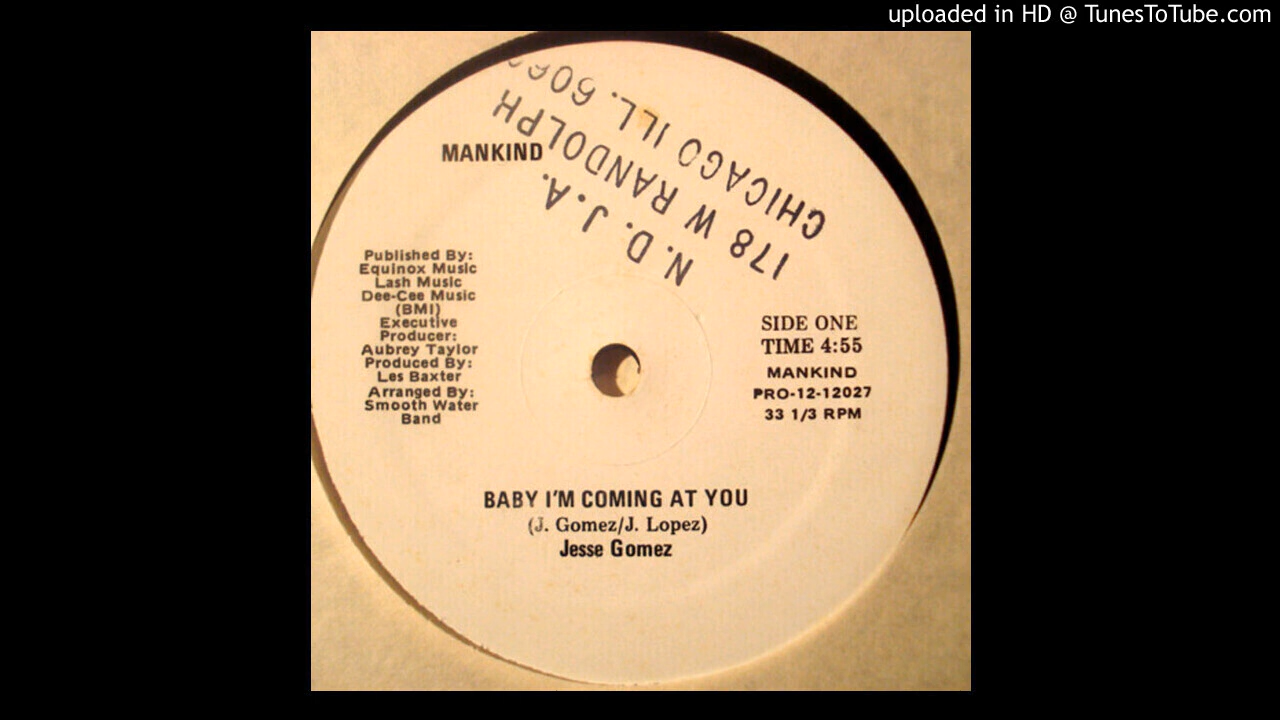 uploaded in HD @ TunesToTube.com
CHICAGO ILL.
178 W RANDOLPH
N.D.J.A.
MANKIND
Published By:
Equinox Music
Lash Music
Dee-Cee Music
(BMI)
Executive
Producer:
Aubrey Taylor
Produced By:
Les Baxter
Arranged By:
Smooth Water
Band
SIDE ONE
TIME 4:55
MANKIND
PRO-12-12027
33 1/3 RPM
BABY I'M COMING AT YOU
(J. Gomez/J. Lopez)
Jesse Gomez